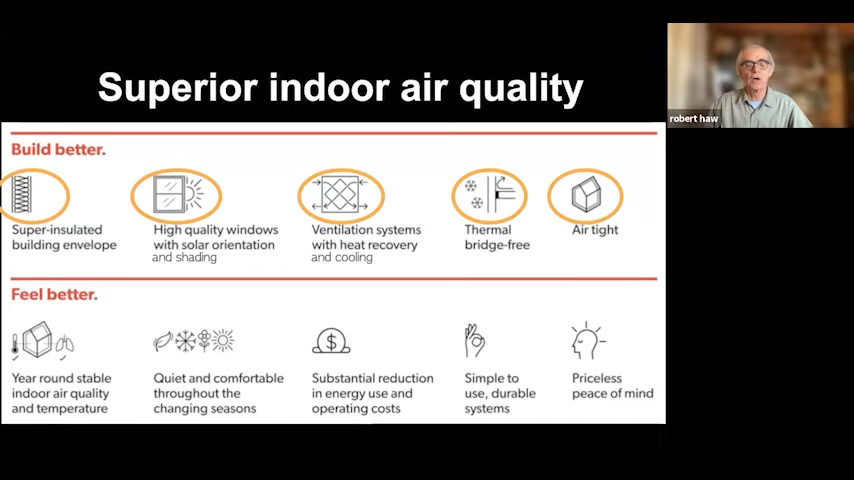 Superior indoor air quality
robert haw
Build better.
Super-insulated
building envelope
High quality windows
with solar orientation
and shading
Ventilation systems
with heat recovery
and cooling
Thermal
bridge-free
Air tight
Feel better.
$
Year round stable
indoor air quality
and temperature
Quiet and comfortable
throughout the
changing seasons
Substantial reduction
in energy use and
operating costs
Simple to
use, durable
systems
Priceless
peace of mind